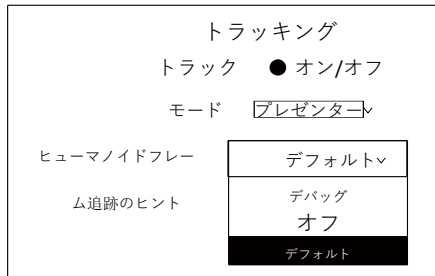 トラッキング
トラック ● オン/オフ
モード プレゼンター
ヒューマノイドフレー デフォルト
ム追跡のヒント デバッグ
オフ
デフォルト